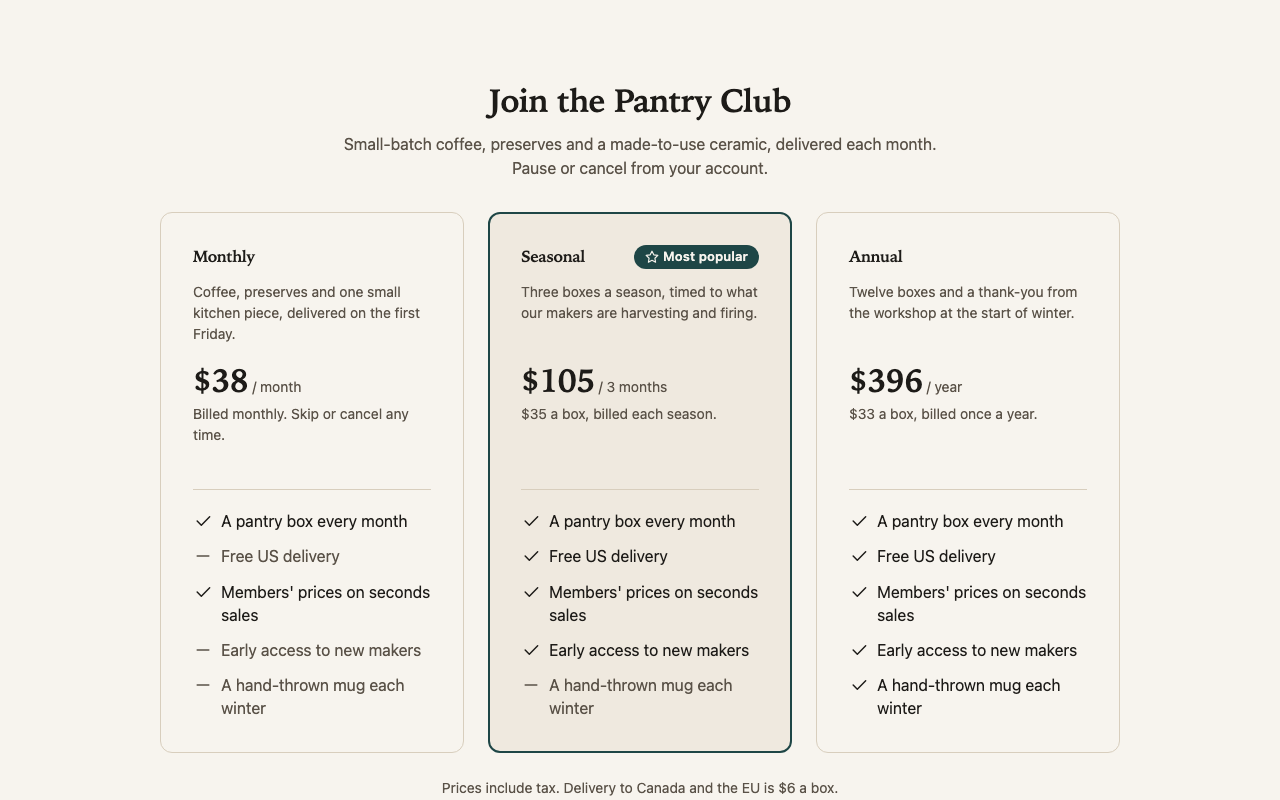 Join the Pantry Club
Small-batch coffee, preserves and a made-to-use ceramic, delivered each month.
Pause or cancel from your account.
Monthly
Coffee, preserves and one small
kitchen piece, delivered on the first
Friday.
$38 / month
Billed monthly. Skip or cancel any
time.
A pantry box every month
Free US delivery
Members' prices on seconds
sales
Early access to new makers
A hand-thrown mug each
winter
Seasonal
Most popular
Three boxes a season, timed to what
our makers are harvesting and firing.
$105 / 3 months
$35 a box, billed each season.
A pantry box every month
Free US delivery
Members' prices on seconds
sales
Early access to new makers
A hand-thrown mug each
winter
Annual
Twelve boxes and a thank-you from
the workshop at the start of winter.
$396 / year
$33 a box, billed once a year.
A pantry box every month
Free US delivery
Members' prices on seconds
sales
Early access to new makers
A hand-thrown mug each
winter
Prices include tax. Delivery to Canada and the EU is $6 a box.